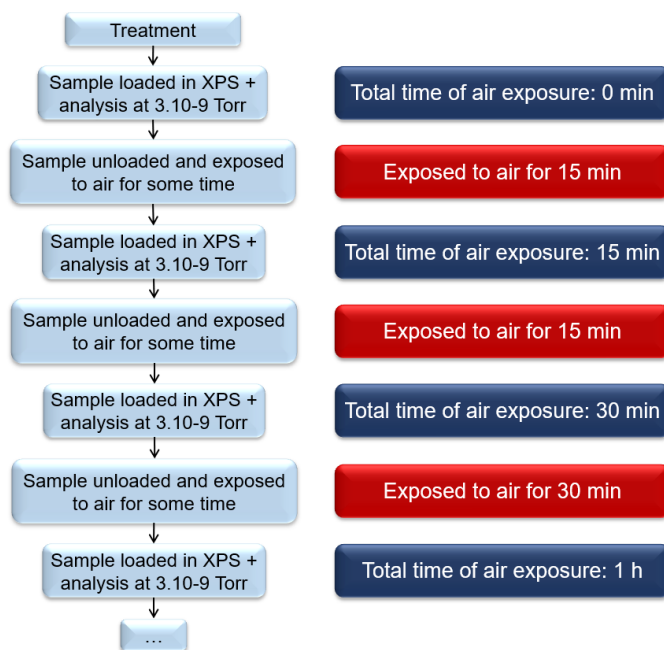 Treatment
Sample loaded in XPS +
analysis at 3.10-9 Torr
Total time of air exposure: 0 min
Sample unloaded and exposed
to air for some time
Exposed to air for 15 min
Sample loaded in XPS +
analysis at 3.10-9 Torr
Total time of air exposure: 15 min
Sample unloaded and exposed
to air for some time
Exposed to air for 15 min
Sample loaded in XPS +
analysis at 3.10-9 Torr
Total time of air exposure: 30 min
Sample unloaded and exposed
to air for some time
Exposed to air for 30 min
Sample loaded in XPS +
analysis at 3.10-9 Torr
Total time of air exposure: 1 h
...